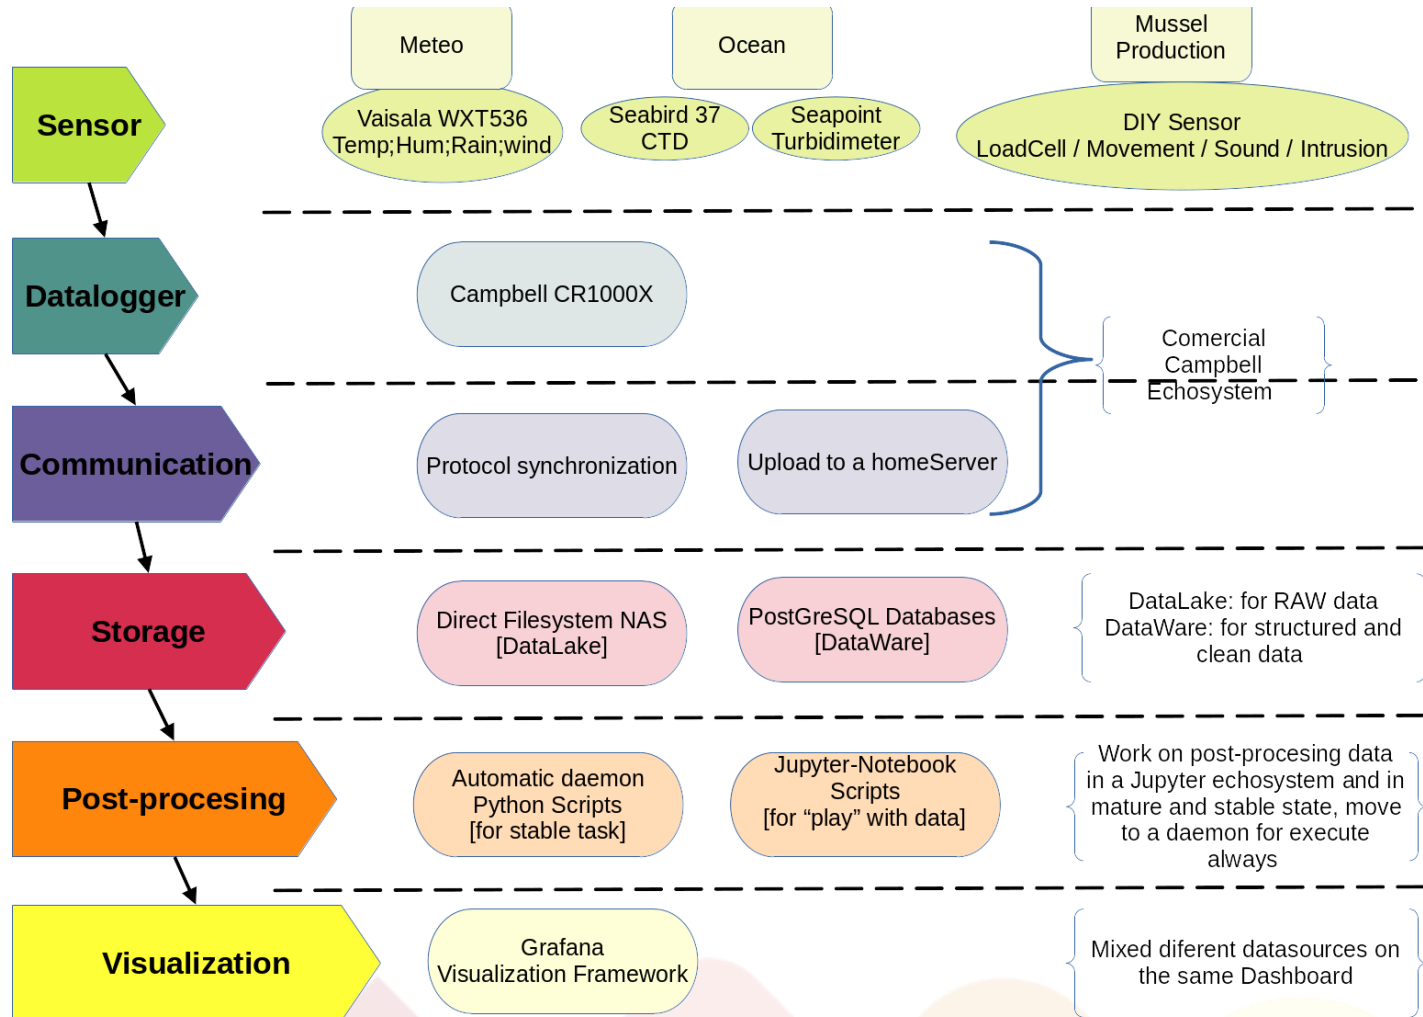 Meteo
Ocean
Mussel
Production
Sensor
Vaisala WXT536
Temp;Hum;Rain;wind
Seabird 37
CTD
Seapoint
Turbidimeter
DIY Sensor
LoadCell / Movement / Sound / Intrusion
Datalogger
Campbell CR1000X
Comercial
Campbell
Echosystem
Communication
Protocol synchronization
Upload to a homeServer
Storage
Direct Filesystem NAS
[DataLake]
PostGreSQL Databases
[DataWare]
DataLake: for RAW data
DataWare: for structured and
clean data
Post-procesing
Automatic daemon
Python Scripts
[for stable task]
Jupyter-Notebook
Scripts
[for “play” with data]
Work on post-procesing data
in a Jupyter echosystem and in
mature and stable state, move
to a daemon for execute
always
Visualization
Grafana
Visualization Framework
Mixed diferent datasources on
the same Dashboard